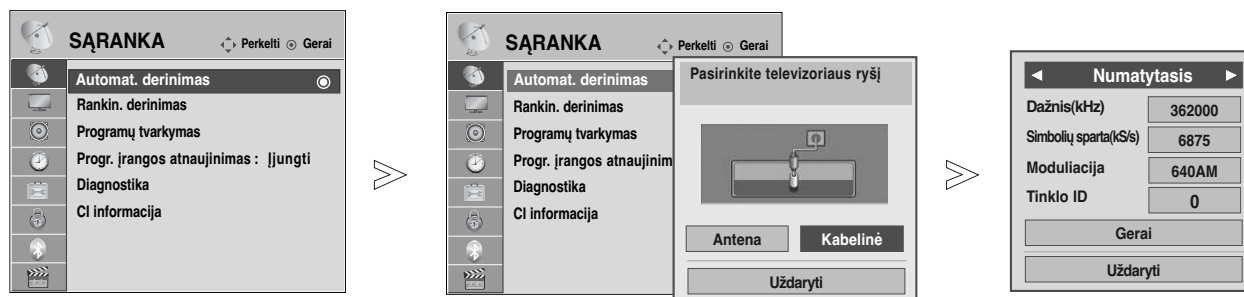 SĄRANKA
Perkelti
Gerai
Automat. derinimas
Rankin. derinimas
Programų tvarkymas
Progr. įrangos atnaujinimas : Įjungti
Diagnostika
CI informacija
SĄRANKA
Perkelti
Gerai
Automat. derinimas
Rankin. derinimas
Programų tvarkymas
Progr. įrangos atnaujinim
Diagnostika
CI informacija
Pasirinkite televizoriaus ryšį
Antena
Kabelinė
Uždaryti
Numatytasis
Dažnis(kHz) 362000
Simbolių sparta(kS/s) 6875
Moduliacija 640AM
Tinklo ID 0
Gerai
Uždaryti